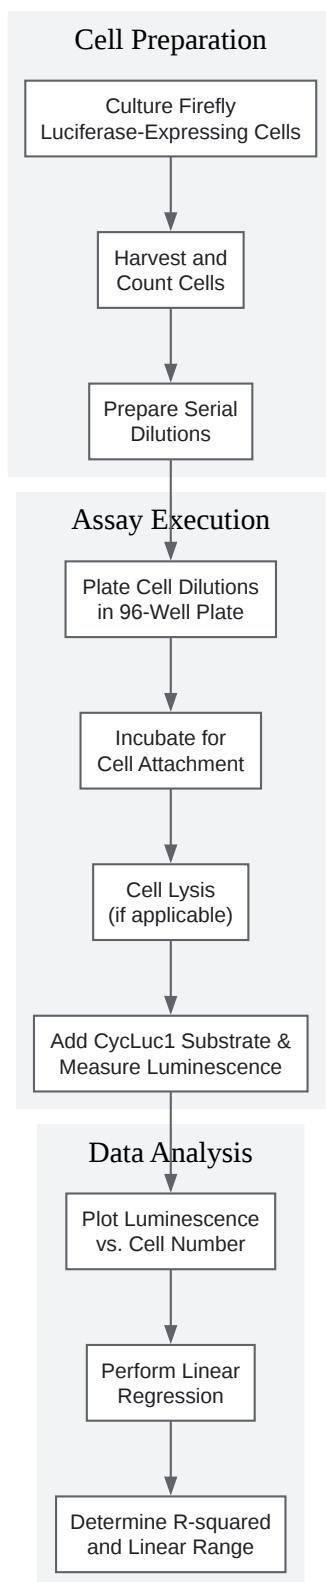 Cell Preparation
Culture Firefly
Luciferase-Expressing Cells
Harvest and
Count Cells
Prepare Serial
Dilutions
Assay Execution
Plate Cell Dilutions
in 96-Well Plate
Incubate for
Cell Attachment
Cell Lysis
(if applicable)
Add CycLuc1 Substrate &
Measure Luminescence
Data Analysis
Plot Luminescence
vs. Cell Number
Perform Linear
Regression
Determine R-squared
and Linear Range